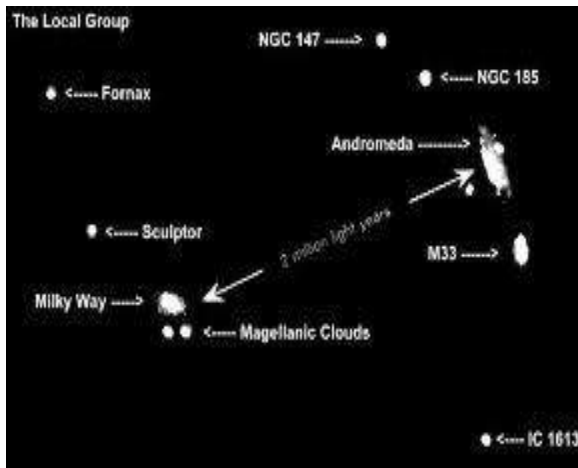 The Local Group
NGC 147 ------>
<----- NGC 185
<----- Fornax
Andromeda --------->
2 million light years
<----- Sculptor
M33 ------>
Milky Way ----->
<----- Magellanic Clouds
<---- IC 1613